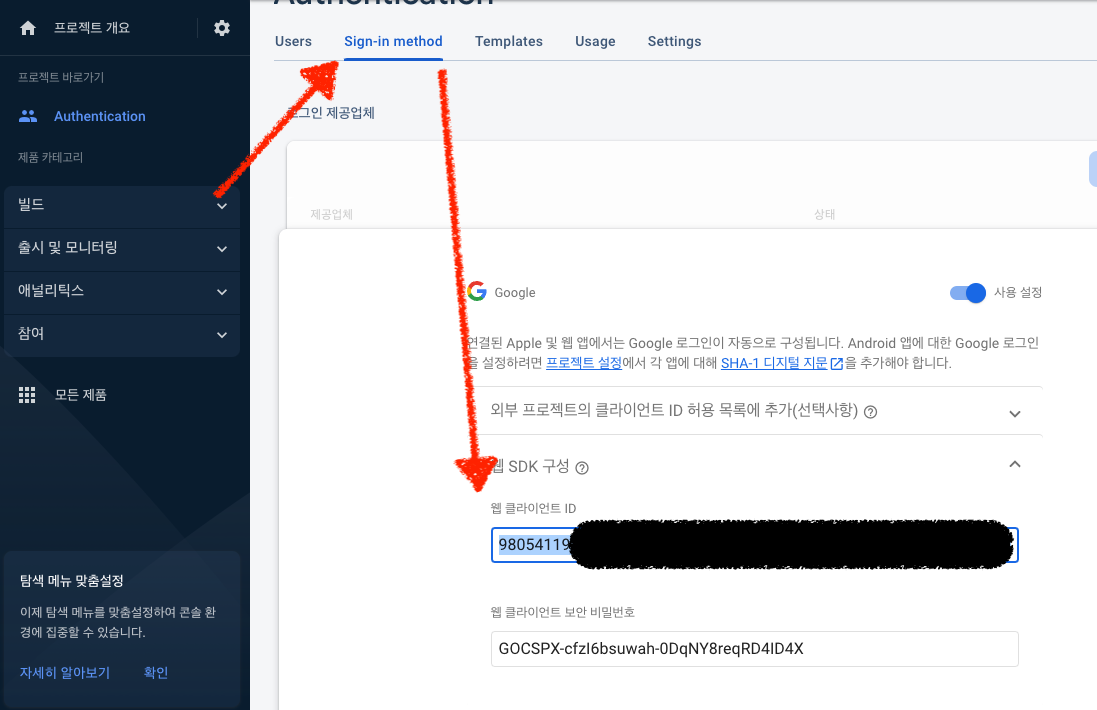 Authentication
프로젝트 개요
Users
Sign-in method
Templates
Usage
Settings
프로젝트 바로가기
Authentication
제품 카테고리
빌드
출시 및 모니터링
애널리틱스
참여
모든 제품
탐색 메뉴 맞춤설정
이제 탐색 메뉴를 맞춤설정하여 콘솔 환
경에 집중할 수 있습니다.
자세히 알아보기
확인
로그인 제공업체
제공업체
상태
Google
사용 설정
연결된 Apple 및 웹 앱에서는 Google 로그인이 자동으로 구성됩니다. Android 앱에 대한 Google 로그인
을 설정하려면 프로젝트 설정에서 각 앱에 대해 SHA-1 디지털 지문을 추가해야 합니다.
외부 프로젝트의 클라이언트 ID 허용 목록에 추가(선택사항)
웹 SDK 구성
웹 클라이언트 ID
98054119
웹 클라이언트 보안 비밀번호
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